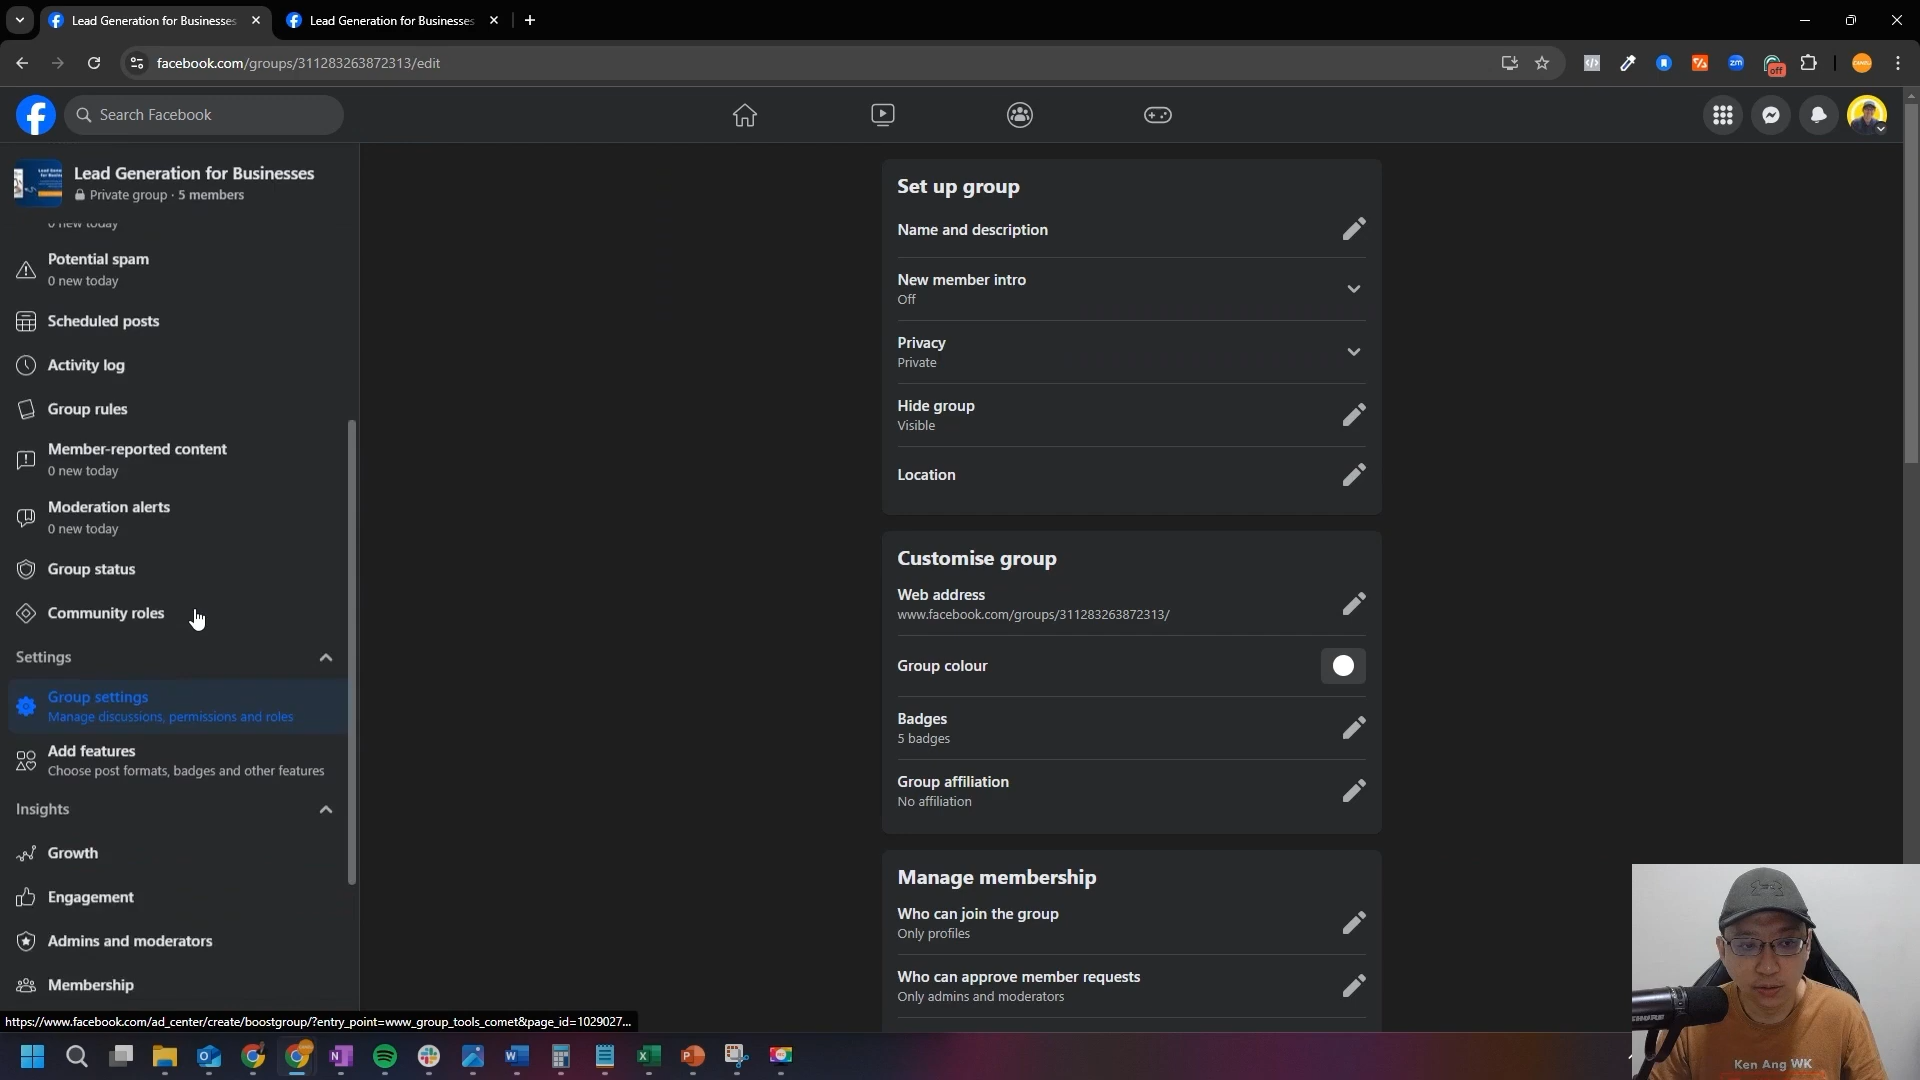 Lead Generation for Businesses
Lead Generation for Businesses
facebook.com/groups/311283263872313/edit
zm
off
Search Facebook
Lead Generation for Businesses
Private group · 5 members
0 new today
Potential spam
0 new today
Scheduled posts
Activity log
Group rules
Member-reported content
0 new today
Moderation alerts
0 new today
Group status
Community roles
Settings
Group settings
Manage discussions, permissions and roles
Add features
Choose post formats, badges and other features
Insights
Growth
Engagement
Admins and moderators
Membership
https://www.facebook.com/ad_center/create/boostgroup/?entry_point=www_group_tools_comet&page_id=1029027...
Set up group
Name and description
New member intro
Off
Privacy
Private
Hide group
Visible
Location
Customise group
Web address
www.facebook.com/groups/311283263872313/
Group colour
Badges
5 badges
Group affiliation
No affiliation
Manage membership
Who can join the group
Only profiles
Who can approve member requests
Only admins and moderators
Ken Ang WK